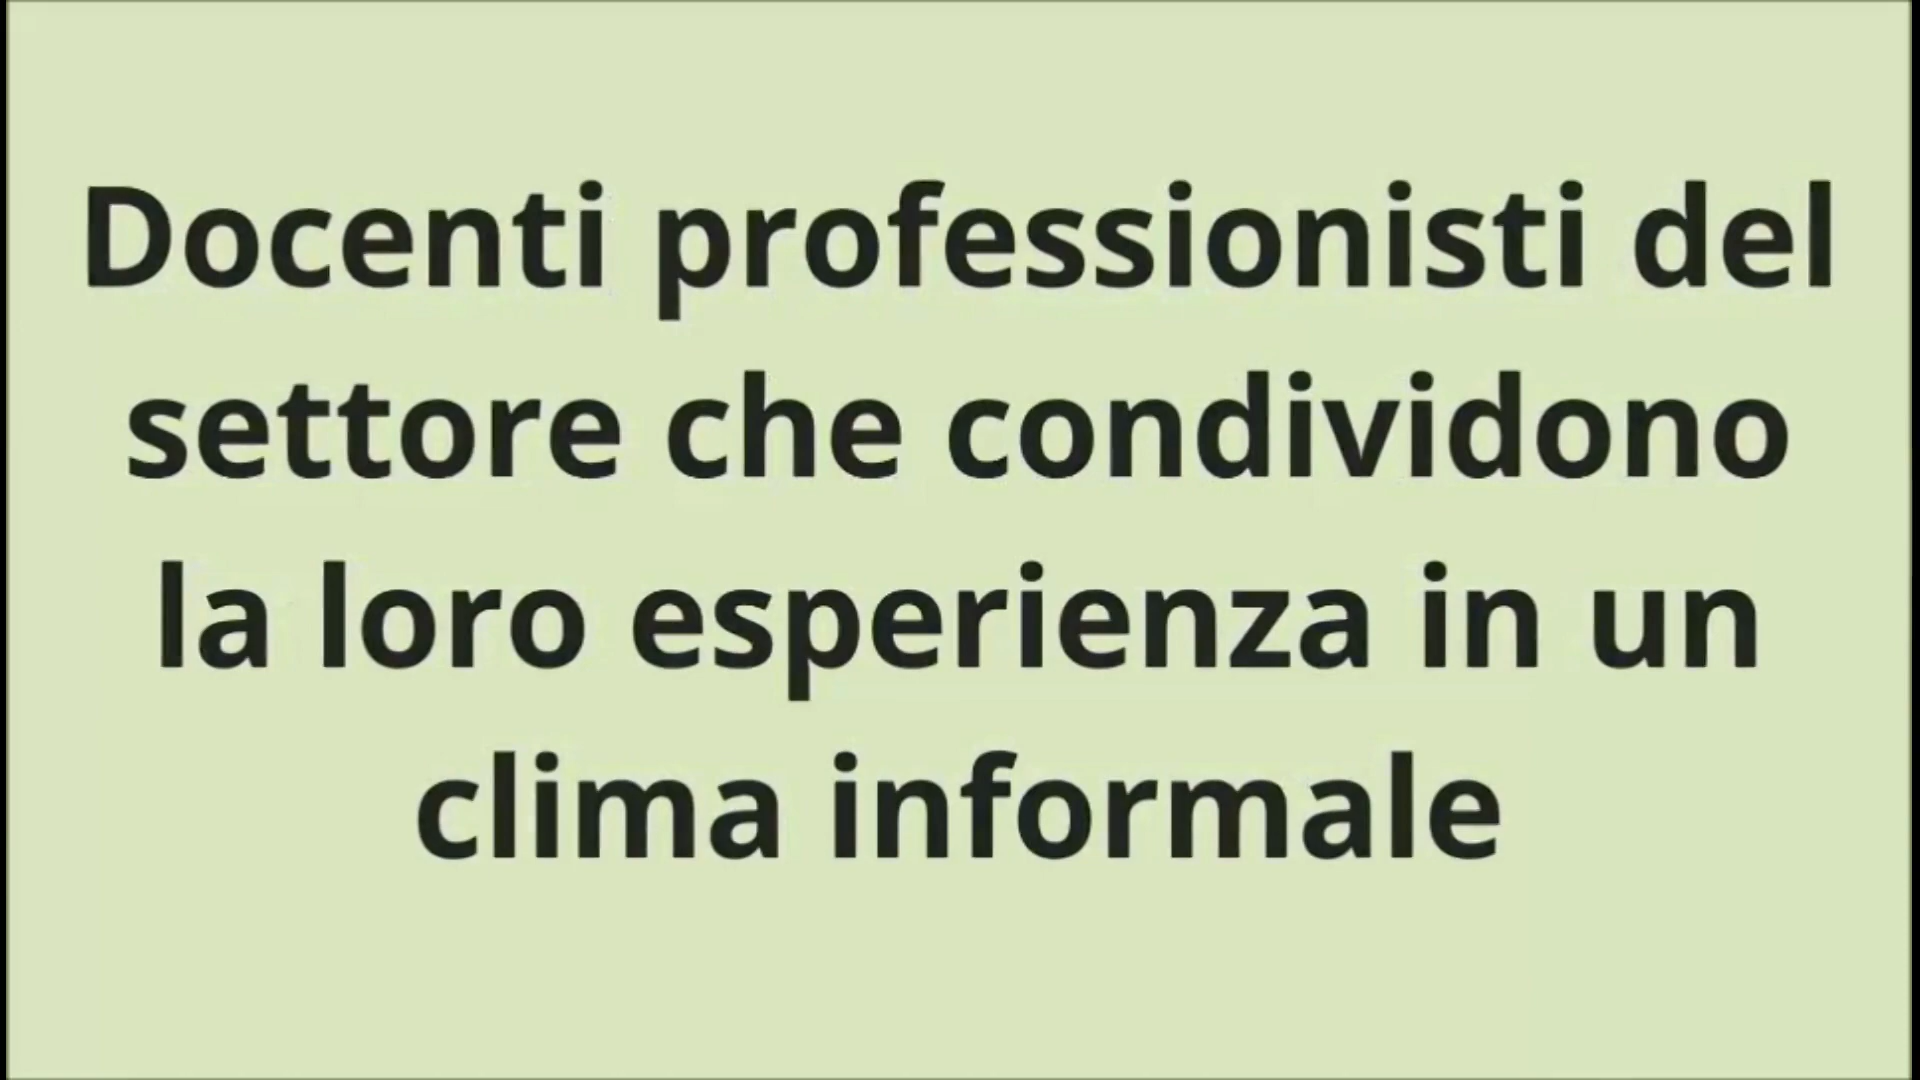 Docenti professionisti del
settore che condividono
la loro esperienza in un
clima informale